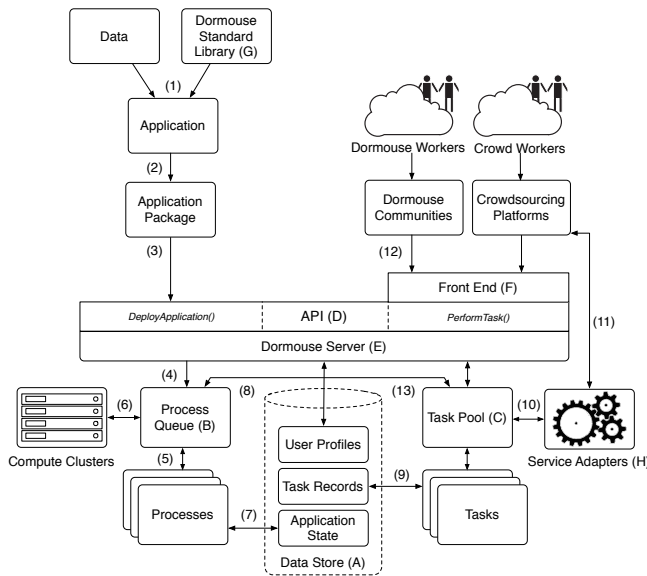 Data
Dormouse
Standard
Library (G)
(1)
Application
(2)
Application
Package
(3)
Dormouse Workers
Crowd Workers
Dormouse
Communities
Crowdsourcing
Platforms
(12)
(11)
Front End (F)
DeployApplication()
API (D)
PerformTask()
Dormouse Server (E)
(4)
(8)
(13)
(6)
Process
Queue (B)
Task Pool (C)
(10)
Compute Clusters
Service Adapters (H)
(5)
User Profiles
Task Records
(9)
Processes
(7)
Application
State
Tasks
Data Store (A)